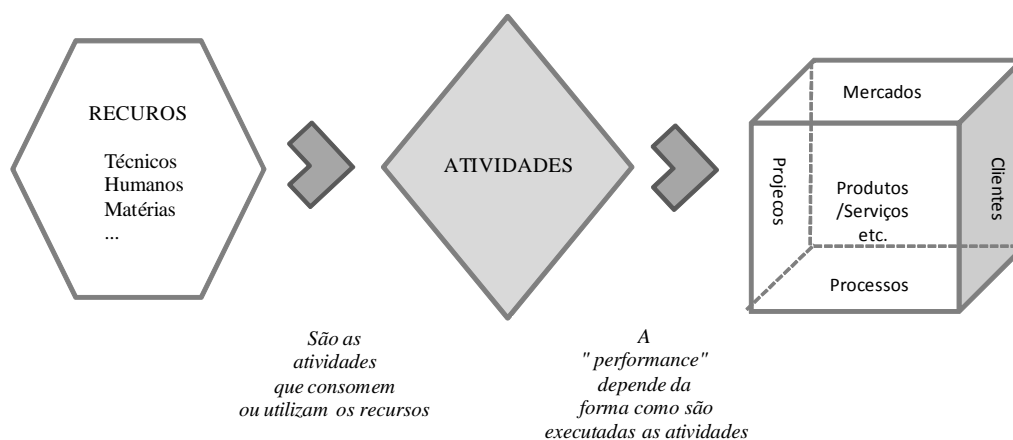 RECUROS
Técnicos
Humanos
Matérias
...
ATIVIDADES
Mercados
Projecos
Produtos
/Serviços
etc.
Clientes
Processos
São as
atividades
que consomem
ou utilizam os recursos
A
" performance"
depende da
forma como são
executadas as atividades